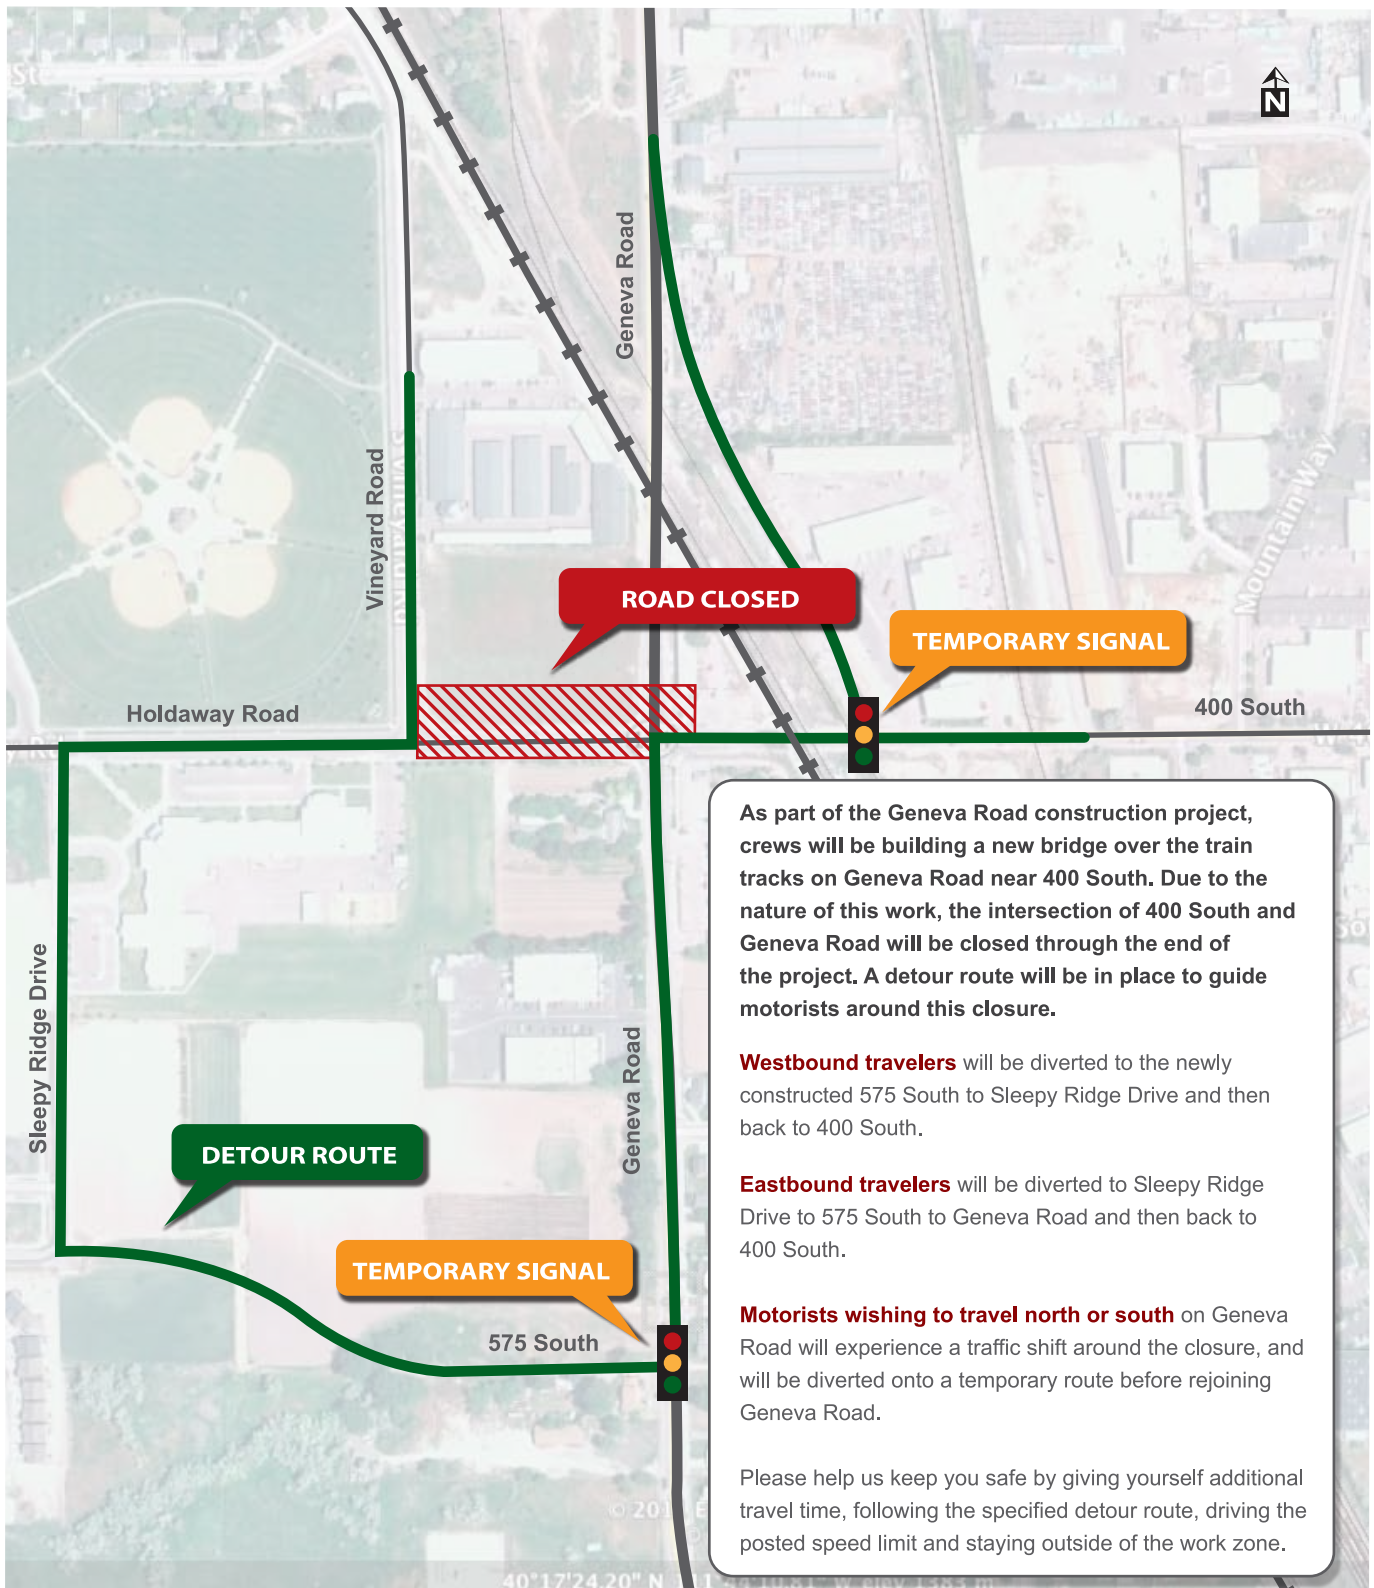 N
Geneva Road
Vineyard Road
Mountain Way
ROAD CLOSED
TEMPORARY SIGNAL
Holdaway Road
400 South
As part of the Geneva Road construction project,
crews will be building a new bridge over the train
tracks on Geneva Road near 400 South. Due to the
nature of this work, the intersection of 400 South and
Geneva Road will be closed through the end of
the project. A detour route will be in place to guide
motorists around this closure.
Westbound travelers will be diverted to the newly
constructed 575 South to Sleepy Ridge Drive and then
back to 400 South.
Eastbound travelers will be diverted to Sleepy Ridge
Drive to 575 South to Geneva Road and then back to
400 South.
Motorists wishing to travel north or south on Geneva
Road will experience a traffic shift around the closure, and
will be diverted onto a temporary route before rejoining
Geneva Road.
Please help us keep you safe by giving yourself additional
travel time, following the specified detour route, driving the
posted speed limit and staying outside of the work zone.
Sleepy Ridge Drive
Geneva Road
DETOUR ROUTE
TEMPORARY SIGNAL
575 South
40°17'24.20" N
elev 1383 m